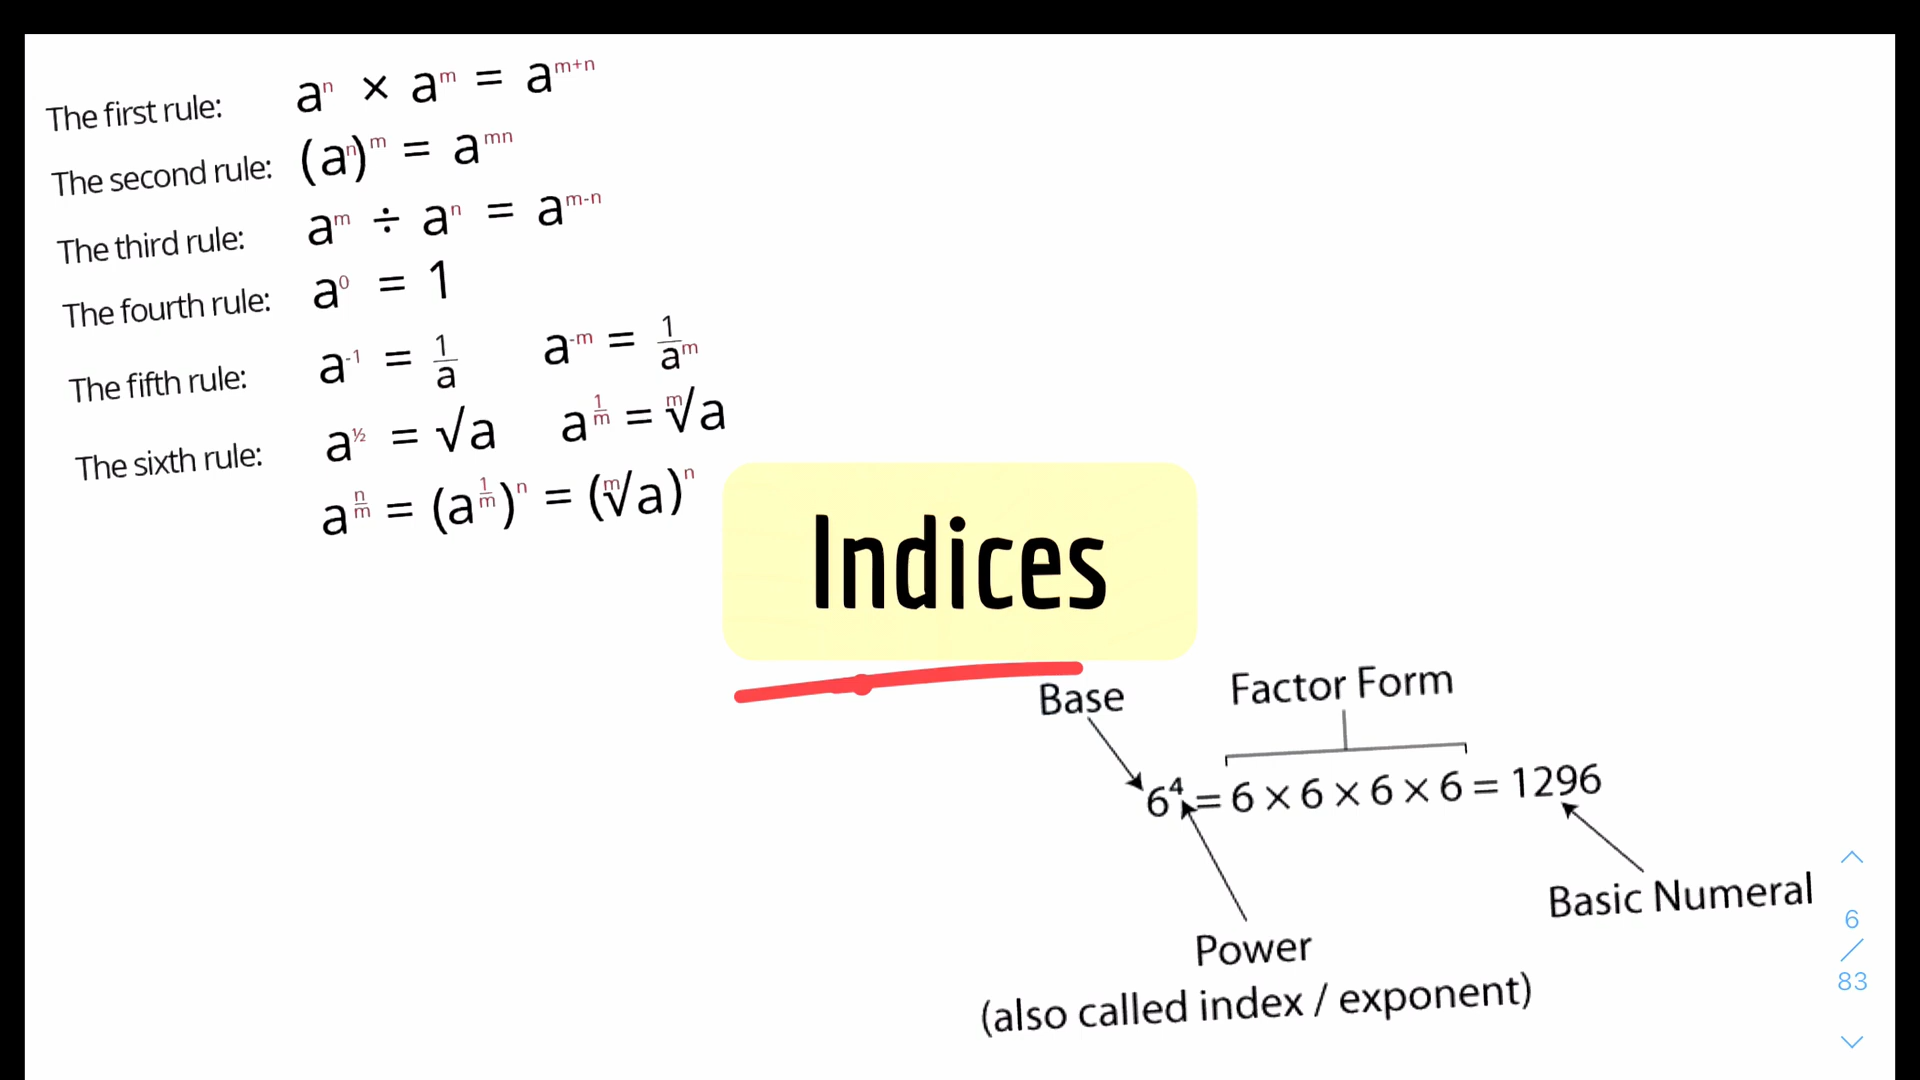 The first rule: aⁿ × aᵐ = aᵐ⁺ⁿ
The second rule: (aⁿ)ᵐ = aᵐⁿ
The third rule: aᵐ ÷ aⁿ = aᵐ⁻ⁿ
The fourth rule: a⁰ = 1
The fifth rule: a⁻¹ = 1/a a⁻ᵐ = 1/aᵐ
The sixth rule: a^½ = √a a^(1/m) = ᵐ√a
a^(n/m) = (a^(1/m))ⁿ = (ᵐ√a)ⁿ
Indices
Base
Factor Form
6⁴ = 6 × 6 × 6 × 6 = 1296
Basic Numeral
Power
(also called index / exponent)
6
/
83